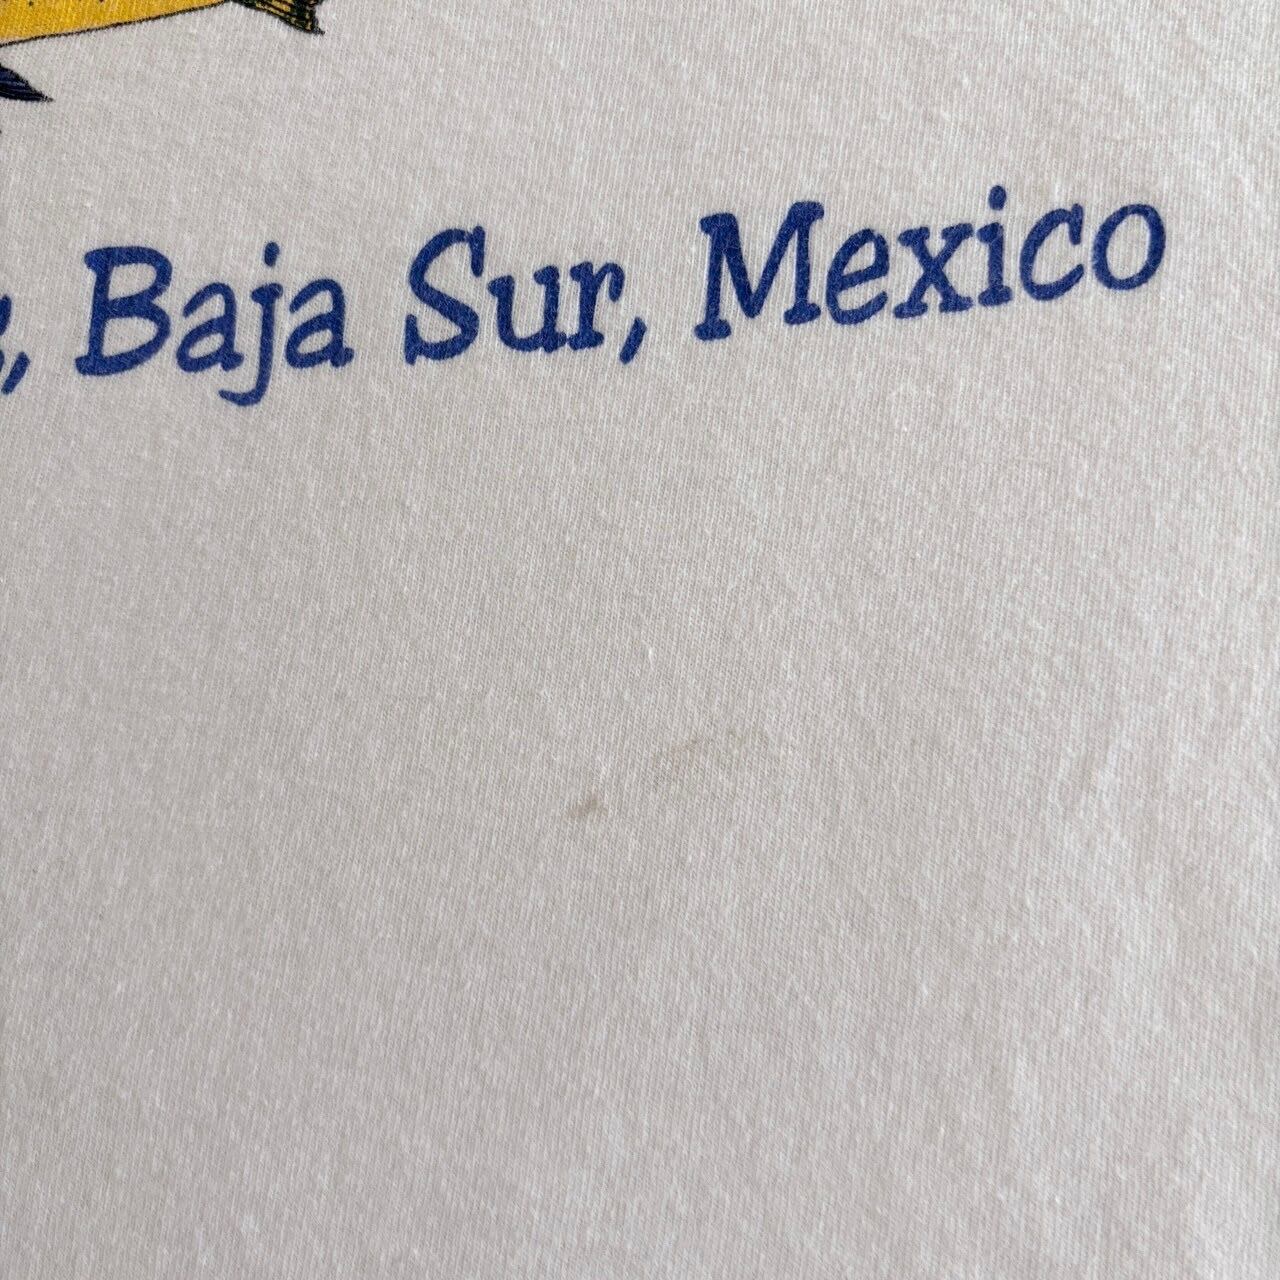 , Baja Sur, Mexico